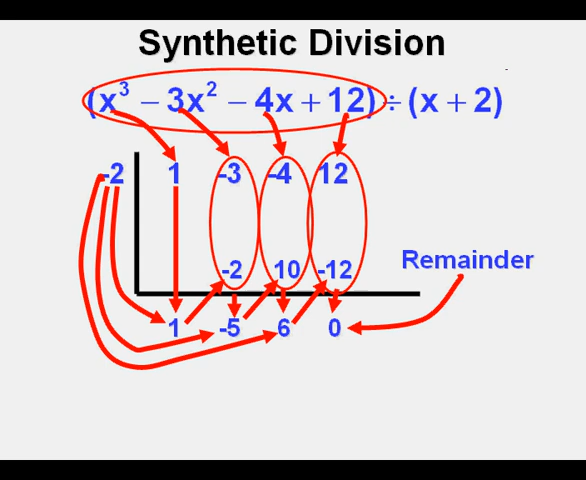 Synthetic Division
(x³ − 3x² − 4x + 12) ÷ (x + 2)
-2 1 -3 -4 12
-2 10 -12 Remainder
1 -5 6 0